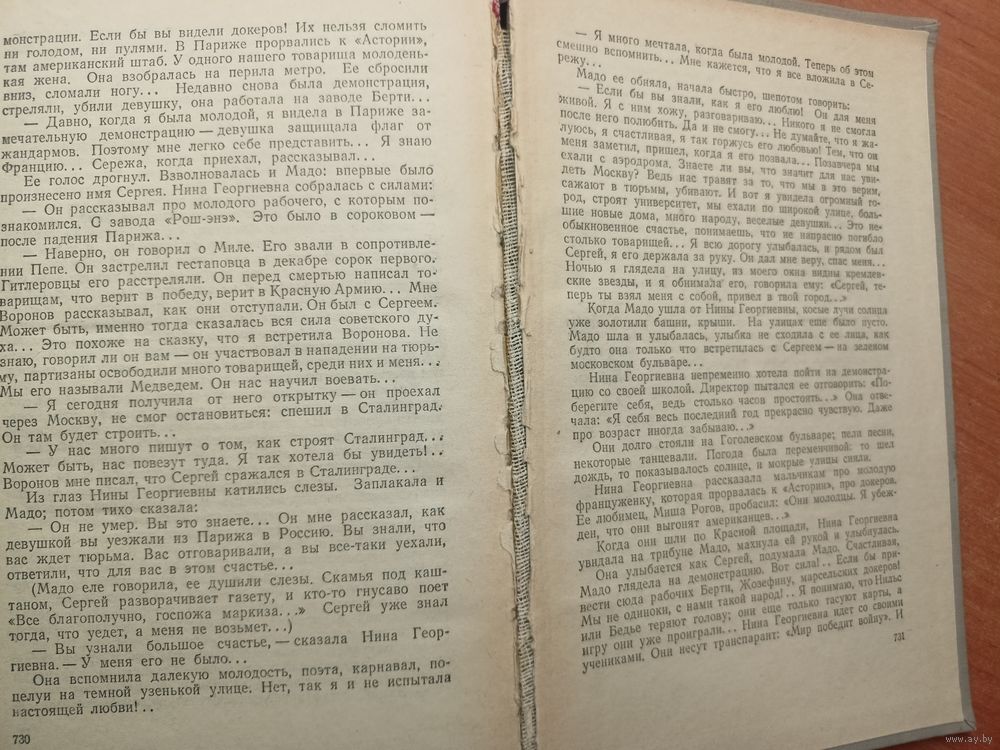 монстрации. Если бы вы видели докеров! Их нельзя сломить
ни голодом, ни пулями. В Париже прорвались к «Астории»,
там американский штаб. У одного нашего товарища молодень-
кая жена. Она взобралась на перила метро. Ее сбросили
вниз, сломали ногу... Недавно снова была демонстрация,
стреляли, убили девушку, она работала на заводе Берти...
— Давно, когда я была молодой, я видела в Париже за-
мечательную демонстрацию — девушка защищала флаг от
жандармов. Поэтому мне легко себе представить... Я знаю
Францию... Сережа, когда приехал, рассказывал...
Ее голос дрогнул. Взволновалась и Мадо: впервые было
произнесено имя Сергея. Нина Георгиевна собралась с силами:
— Он рассказывал про молодого рабочего, с которым по-
знакомился. С завода «Рош-энэ». Это было в сороковом —
после падения Парижа...
— Наверно, он говорил о Миле. Его звали в сопротивле-
нии Пепе. Он застрелил гестаповца в декабре сорок первого.
Гитлеровцы его расстреляли. Он перед смертью написал то-
варищам, что верит в победу, верит в Красную Армию... Мне
Воронов рассказывал, как они отступали. Он был с Сергеем.
Может быть, именно тогда сказалась вся сила советского ду-
ха... Это похоже на сказку, что я встретила Воронова. Не
знаю, говорил ли он вам — он участвовал в нападении на тюрь-
му, партизаны освободили много товарищей, среди них и меня...
Мы его называли Медведем. Он нас научил воевать...
— Я сегодня получила от него открытку — он проехал
через Москву, не смог остановиться: спешил в Сталинград.
Он там будет строить...
— У нас много пишут о том, как строят Сталинград...
Может быть, нас повезут туда. Я так хотела бы увидеть!..
Воронов мне писал, что Сергей сражался в Сталинграде...
Из глаз Нины Георгиевны катились слезы. Заплакала и
Мадо; потом тихо сказала:
— Он не умер. Вы это знаете... Он мне рассказал, как
девушкой вы уезжали из Парижа в Россию. Вы знали, что
вас ждет тюрьма. Вас отговаривали, а вы все-таки уехали,
ответили, что для вас в этом счастье...
(Мадо еле говорила, ее душили слезы. Скамья под каш-
таном, Сергей разворачивает газету, и кто-то гнусаво поет
«Все благополучно, госпожа маркиза...» Сергей уже знал
тогда, что уедет, а меня не возьмет...)
— Вы узнали большое счастье, — сказала Нина Геор-
гиевна. — У меня его не было...
Она вспомнила далекую молодость, поэта, карнавал, по-
целуи на темной узенькой улице. Нет, так я и не испытала
настоящей любви!..
730
— Я много мечтала, когда была молодой. Теперь об этом
смешно вспомнить... Мне кажется, что я все вложила в Се-
режу...
Мадо ее обняла, начала быстро, шепотом говорить:
— Если бы вы знали, как я его люблю! Он для меня
живой. Я с ним хожу, разговариваю... Никого я не смогла
после него полюбить. Да и не смогу... Не думайте, что я жа-
луюсь, я счастливая, я так горжусь его любовью! Тем, что он
меня заметил, пришел, когда я его позвала... Позавчера мы
ехали с аэродрома. Знаете ли вы, что значит для нас уви-
деть Москву? Ведь нас травят за то, что мы в это верим,
сажают в тюрьмы, убивают. И вот я увидела огромный го-
род, строят университет, мы ехали по широкой улице, боль-
шие новые дома, много народу, веселые девушки... Это не-
обыкновенное счастье, понимаешь, что не напрасно погибло
столько товарищей... Я всю дорогу улыбалась, и рядом был
Сергей, я его держала за руку. Он дал мне веру, спас меня...
Ночью я глядела на улицу, из моего окна видны кремлев-
ские звезды, и я обнимала его, говорила ему: «Сергей, те-
перь ты взял меня с собой, привел в твой город...»
Когда Мадо ушла от Нины Георгиевны, косые лучи солнца
уже золотили башни, крыши. На улицах еще было пусто.
Мадо шла и улыбалась, улыбка не сходила с ее лица, как
будто она только что встретилась с Сергеем — на зеленом
московском бульваре...
Нина Георгиевна непременно хотела пойти на демонстра-
цию со своей школой. Директор пытался ее отговорить: «По-
берегите себя, ведь столько часов простоять...» Она отве-
чала: «Я себя весь последний год прекрасно чувствую. Даже
про возраст иногда забываю...»
Они долго стояли на Гоголевском бульваре; пели песни,
некоторые танцевали. Погода была переменчивой: то шел
дождь, то показывалось солнце, и мокрые улицы сияли.
Нина Георгиевна рассказала мальчикам про молодую
француженку, которая прорвалась к «Астории», про докеров.
Ее любимец, Миша Рогов, пробасил: «Они молодцы. Я убеж-
ден, что они выгонят американцев...»
Когда они шли по Красной площади, Нина Георгиевна
увидала на трибуне Мадо, махнула ей рукой и улыбнулась.
Она улыбается как Сергей, подумала Мадо. Счастливая,
Мадо глядела на демонстрацию. Вот сила!.. Если бы при-
вести сюда рабочих Берти, Жозефину, марсельских докеров!
Мы не одиноки, с нами такой народ!.. Я понимаю, что Нильс
или Бедье теряют голову; они еще только тасуют карты, а
игру они уже проиграли... Нина Георгиевна идет со своими
учениками. Они несут транспарант: «Мир победит войну». И
731
www.ay.by